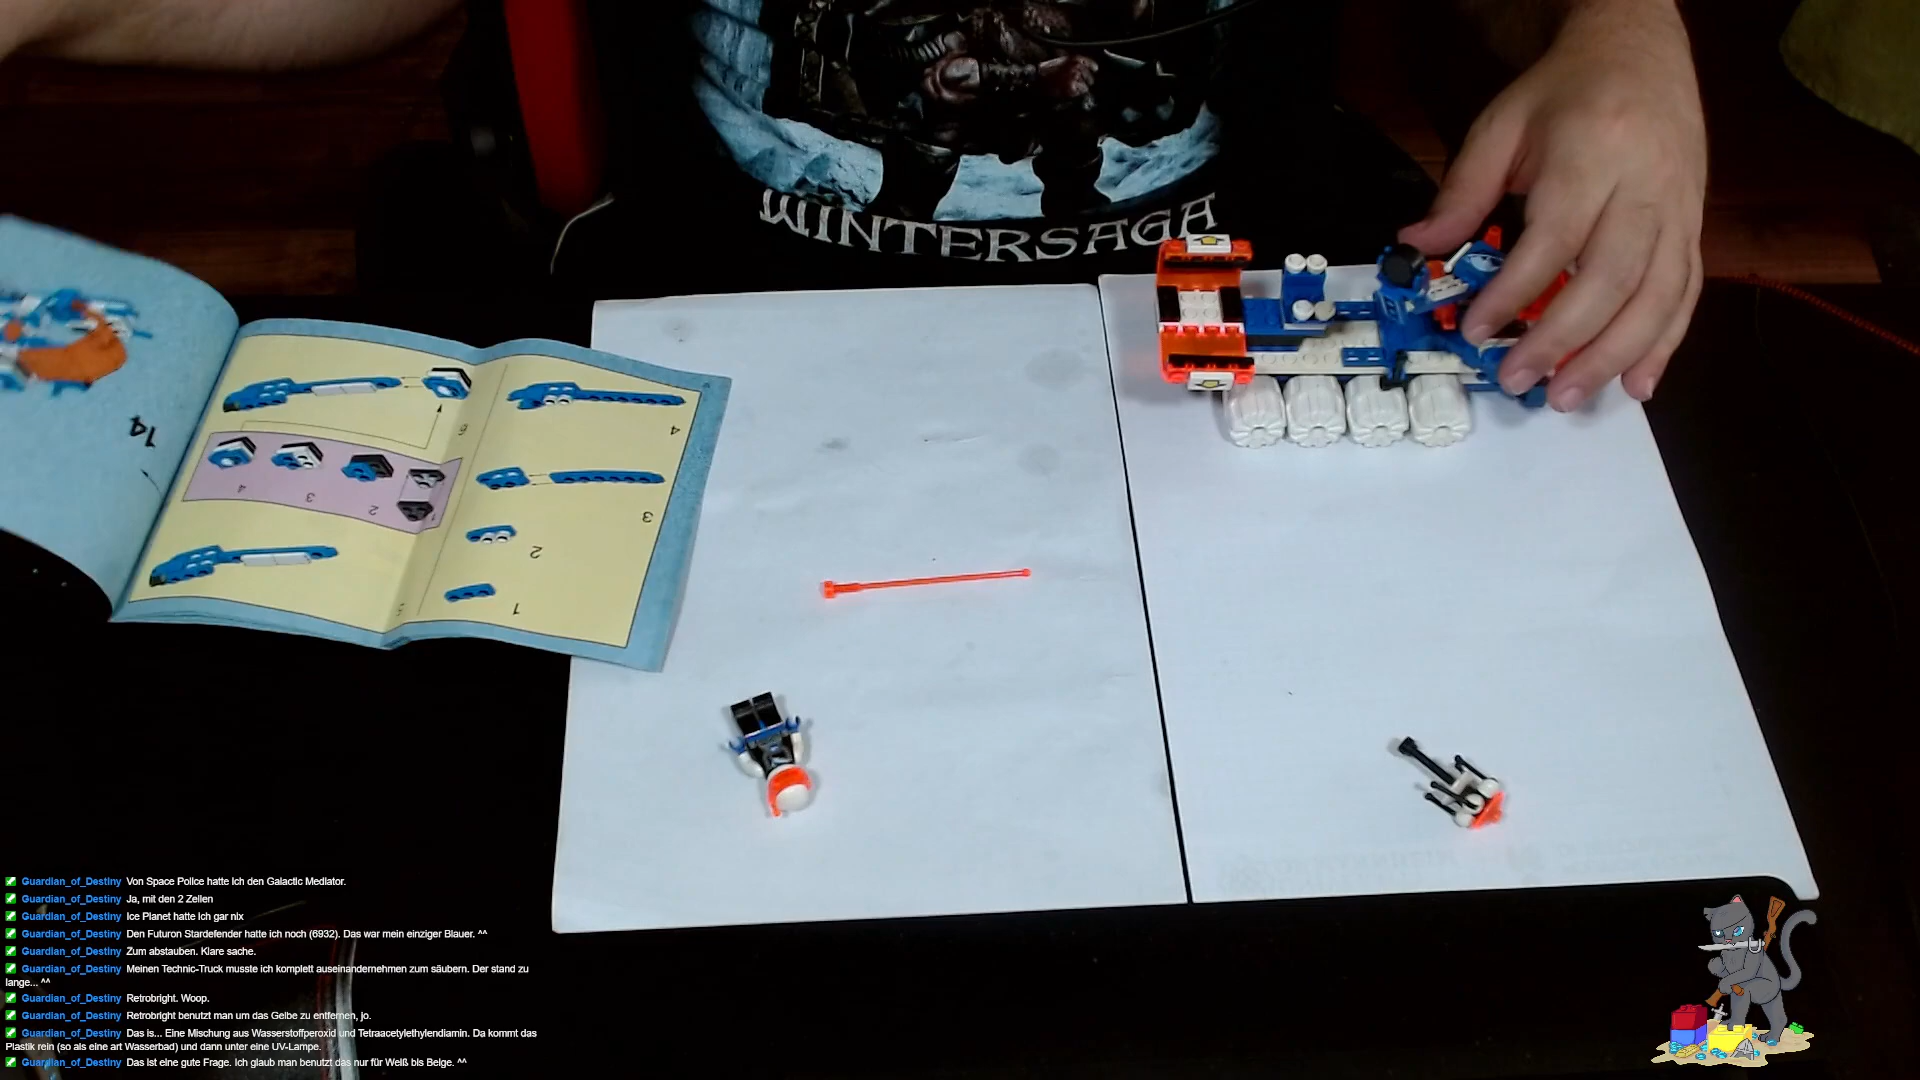 WINTERSAGA
14
6
4
4
3
2
1
3
2
5
1
Guardian_of_Destiny Von Space Police hatte ich den Galactic Mediator.
Guardian_of_Destiny Ja, mit den 2 Zellen
Guardian_of_Destiny Ice Planet hatte ich gar nix
Guardian_of_Destiny Den Futuron Stardefender hatte ich noch (6932). Das war mein einziger Blauer. ^^
Guardian_of_Destiny Zum abstauben. Klare sache.
Guardian_of_Destiny Meinen Technic-Truck musste ich komplett auseinandernehmen zum säubern. Der stand zu
lange... ^^
Guardian_of_Destiny Retrobright. Woop.
Guardian_of_Destiny Retrobright benutzt man um das Gelbe zu entfernen, jo.
Guardian_of_Destiny Das is... Eine Mischung aus Wasserstoffperoxid und Tetraacetylethylendiamin. Da kommt das
Plastik rein (so als eine art Wasserbad) und dann unter eine UV-Lampe.
Guardian_of_Destiny Das ist eine gute Frage. Ich glaub man benutzt das nur für Weiß bis Beige. ^^